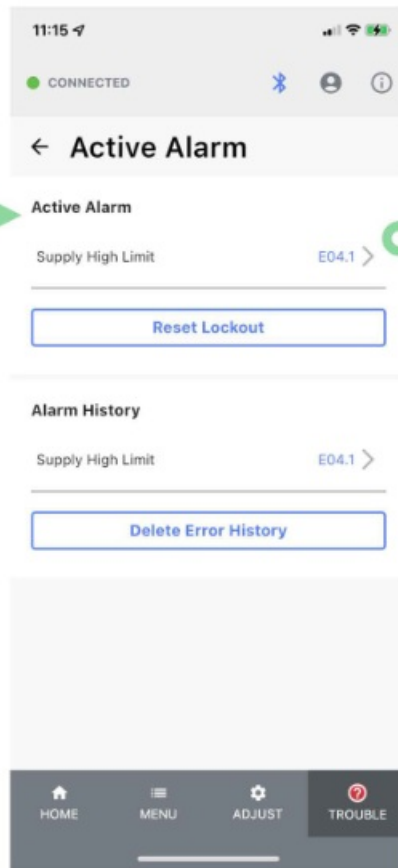 11:15
CONNECTED
← Active Alarm
Active Alarm
Supply High Limit E04.1 >
Reset Lockout
Alarm History
Supply High Limit E04.1 >
Delete Error History
HOME MENU ADJUST TROUBLE